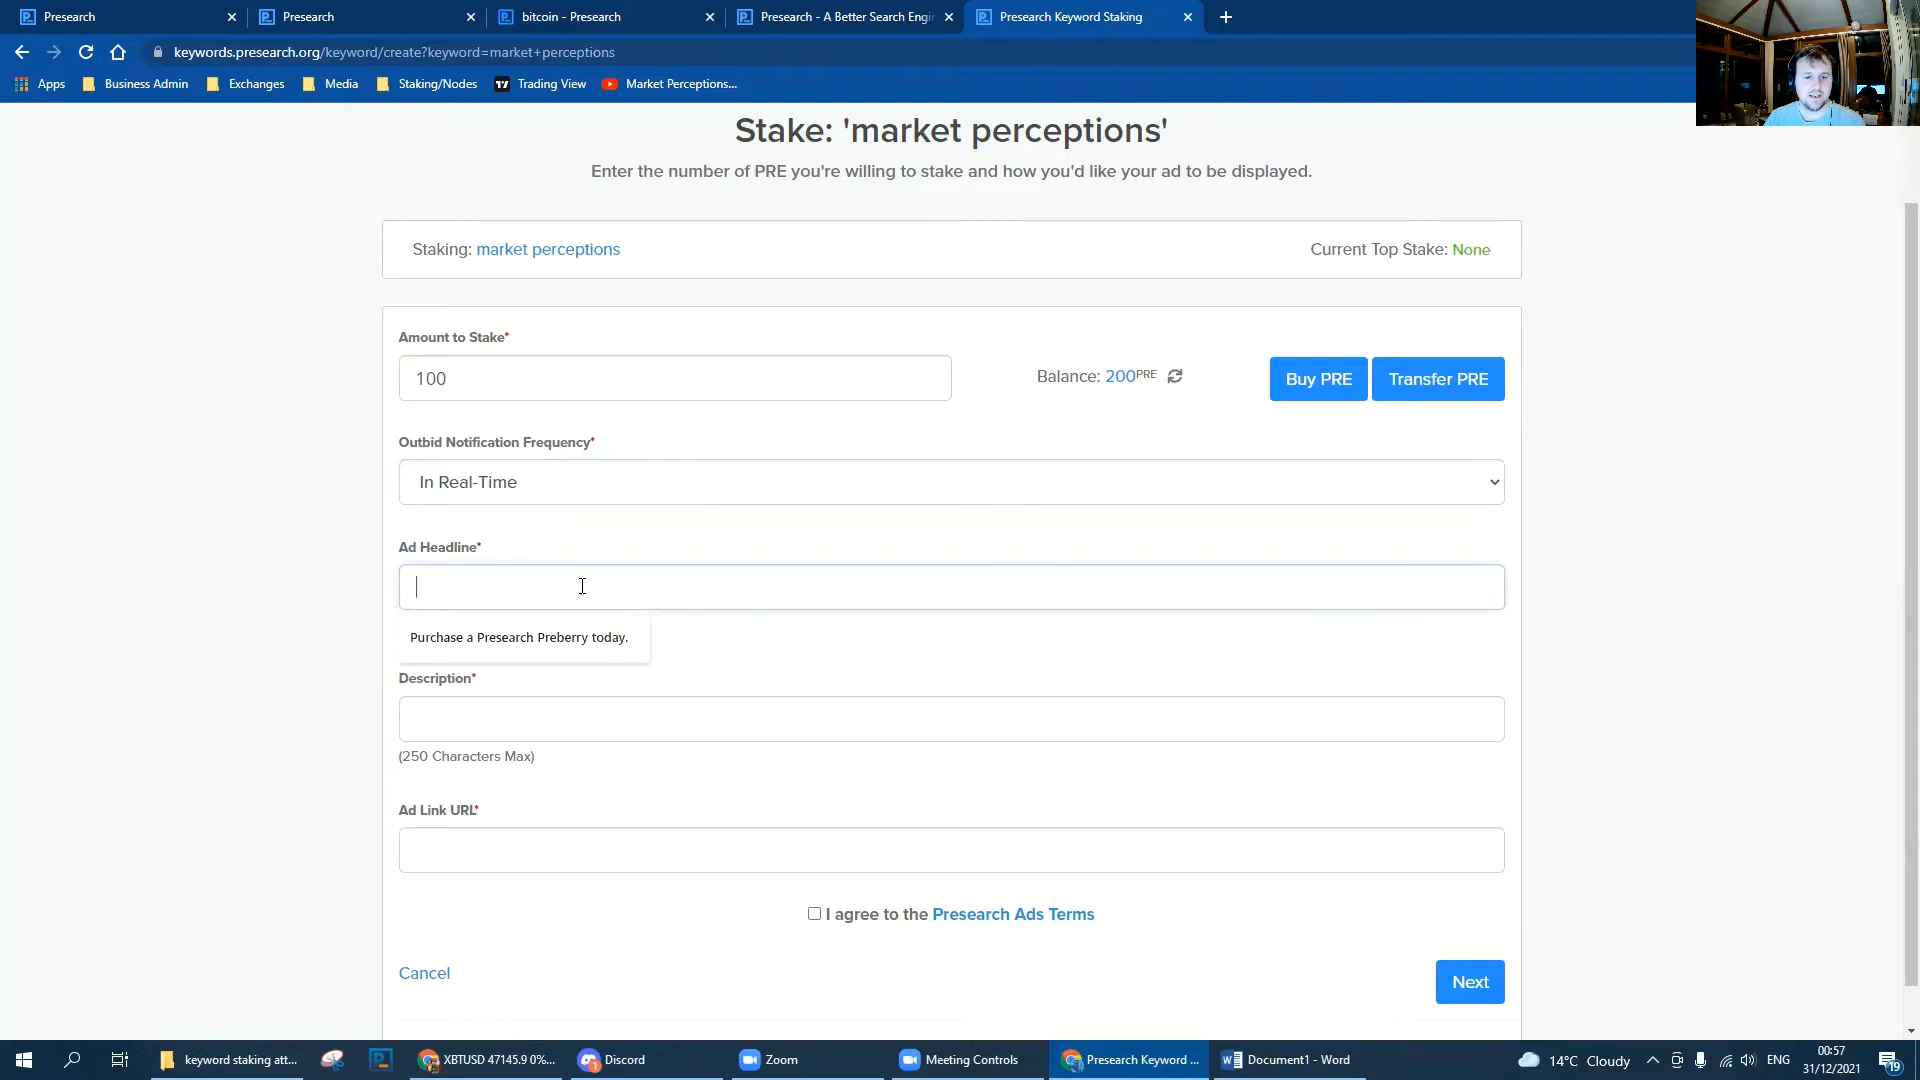 Presearch
Presearch
bitcoin - Presearch
Presearch - A Better Search Engir
Presearch Keyword Staking
keywords.presearch.org/keyword/create?keyword=market+perceptions
Apps
Business Admin
Exchanges
Media
Staking/Nodes
Trading View
Market Perceptions...
Stake: 'market perceptions'
Enter the number of PRE you're willing to stake and how you'd like your ad to be displayed.
Staking: market perceptions
Current Top Stake: None
Amount to Stake*
100
Balance: 200PRE
Buy PRE
Transfer PRE
Outbid Notification Frequency*
In Real-Time
Ad Headline*
Purchase a Presearch Preberry today.
Description*
(250 Characters Max)
Ad Link URL*
I agree to the Presearch Ads Terms
Cancel
Next
keyword staking att...
XBTUSD 47145.9 0%...
Discord
Zoom
Meeting Controls
Presearch Keyword ...
Document1 - Word
14°C Cloudy
ENG
00:57
31/12/2021
19